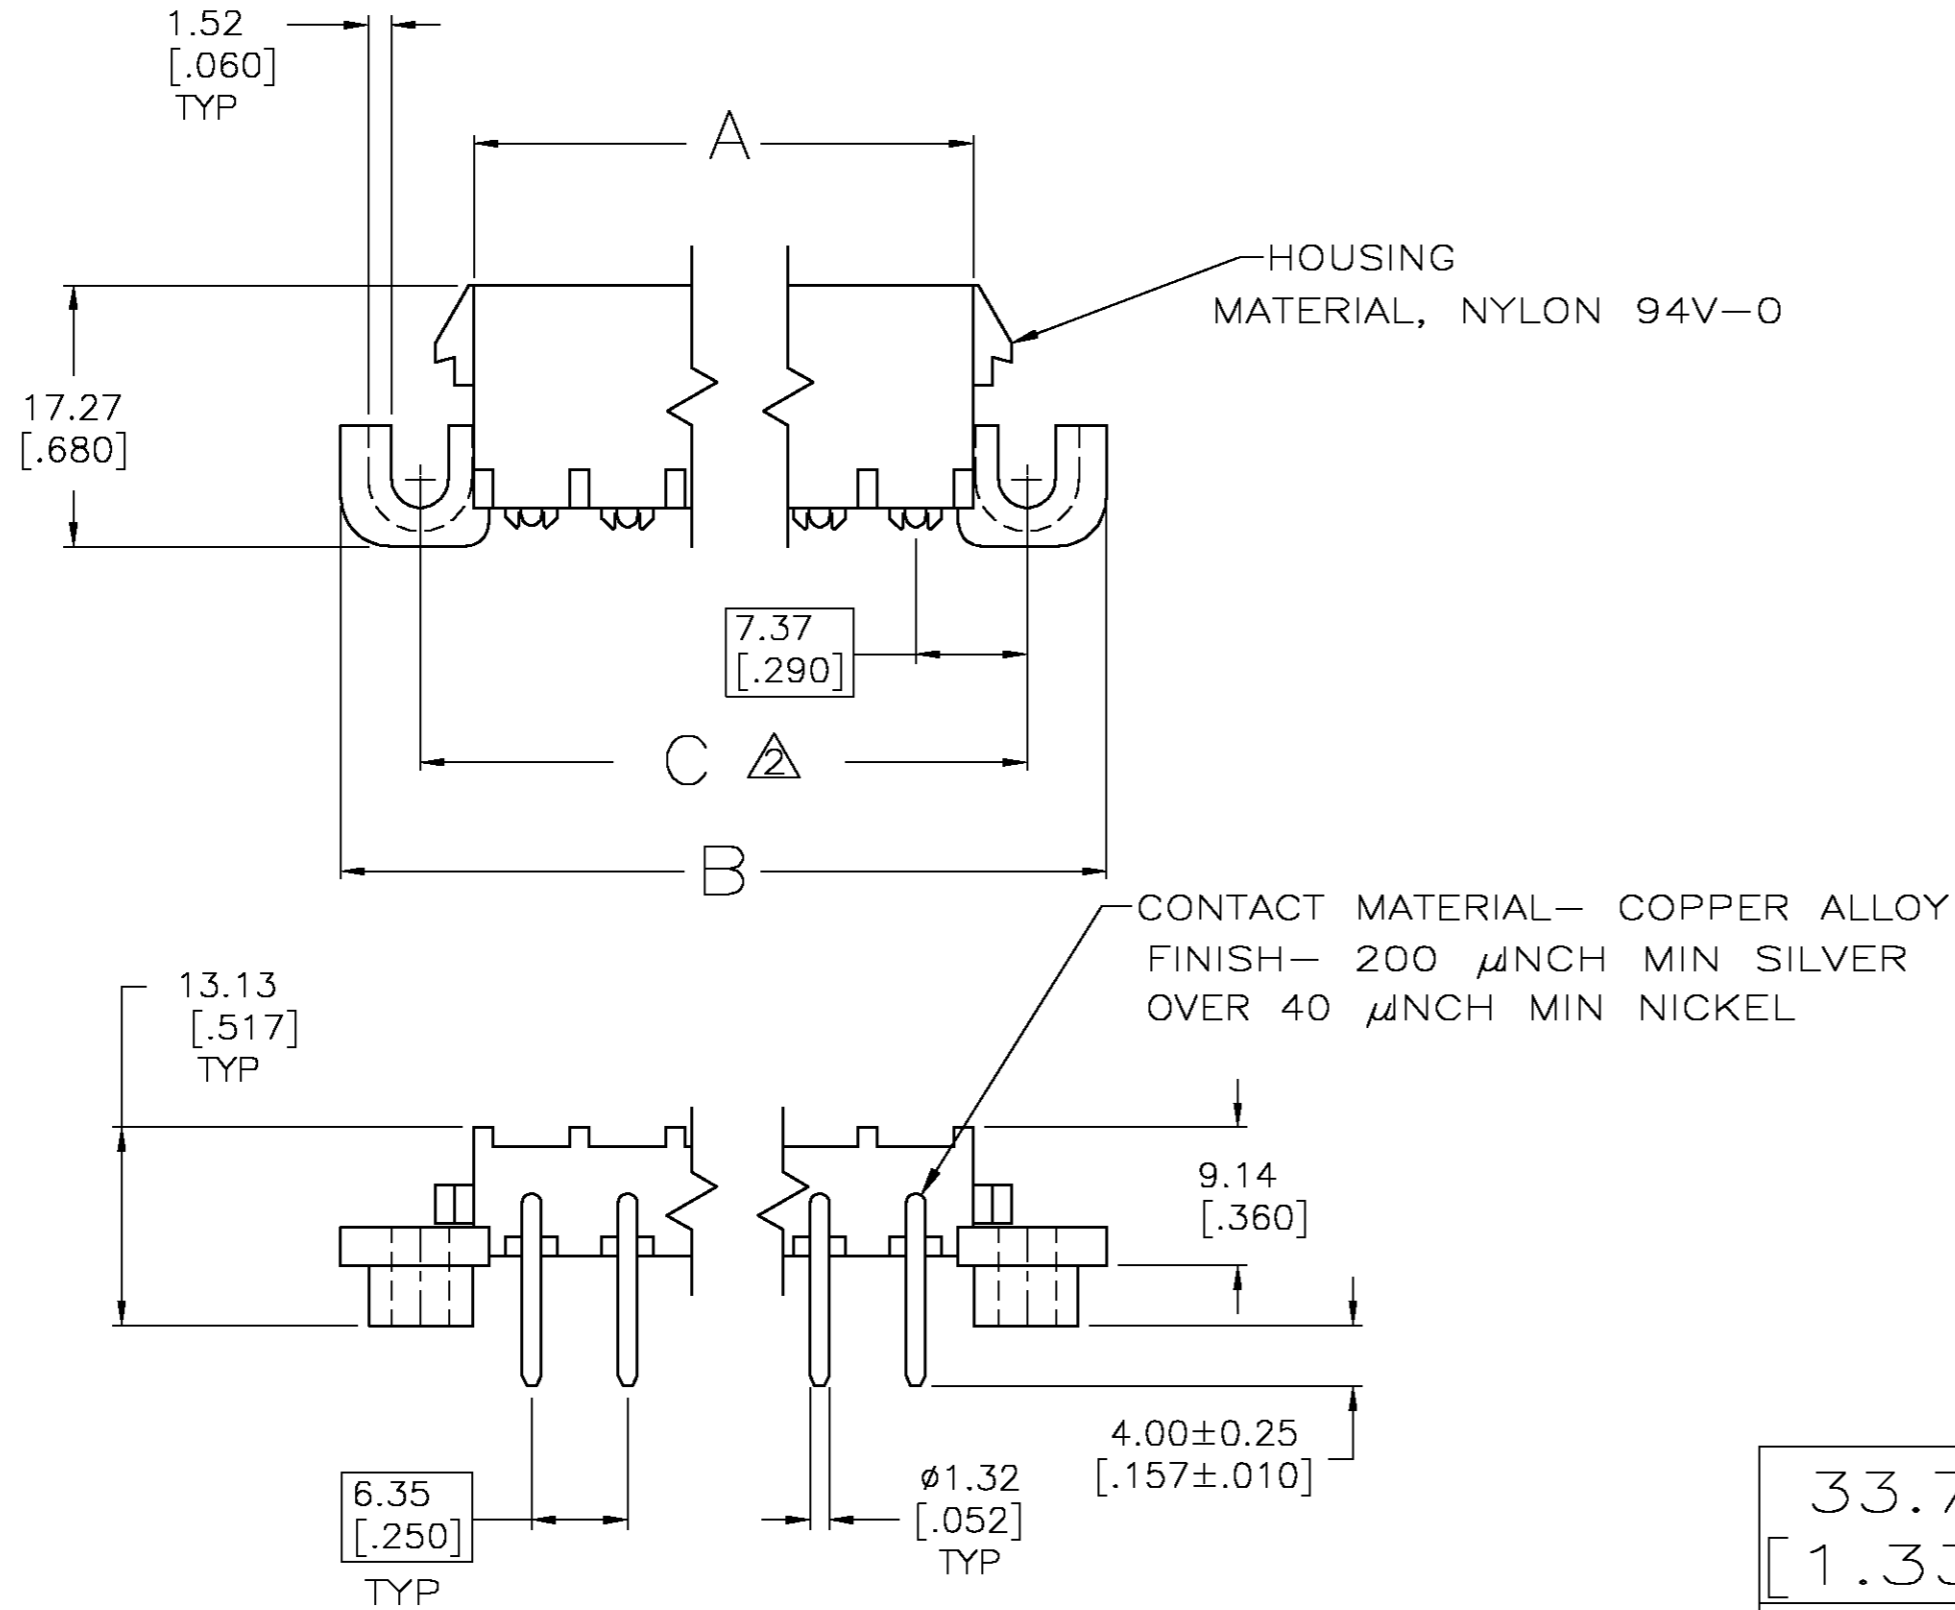 1.52
[.060]
TYP
A
HOUSING
MATERIAL, NYLON 94V-0
17.27
[.680]
7.37
[.290]
C 2
B
CONTACT MATERIAL- COPPER ALLOY
FINISH- 200 μINCH MIN SILVER
OVER 40 μINCH MIN NICKEL
13.13
[.517]
TYP
9.14
[.360]
4.00±0.25
[.157±.010]
6.35
[.250]
TYP
ø1.32
[.052]
TYP